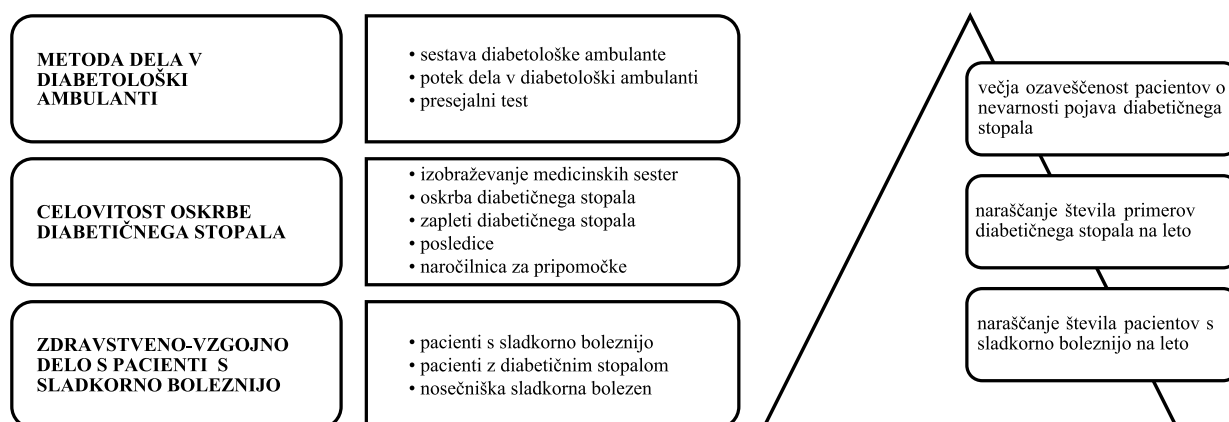 METODA DELA V
DIABETOLOŠKI
AMBULANTI
• sestava diabetološke ambulante
• potek dela v diabetološki ambulanti
• presejalni test
CELOVITOST OSKRBE
DIABETIČNEGA STOPALA
• izobraževanje medicinskih sester
• oskrba diabetičnega stopala
• zapleti diabetičnega stopala
• posledice
• naročilnica za pripomočke
ZDRAVSTVENO-VZGOJNO
DELO S PACIENTI S
SLADKORNO BOLEZNIJO
• pacienti s sladkorno boleznijo
• pacienti z diabetičnim stopalom
• nosečniška sladkorna bolezen
večja ozaveščenost pacientov o
nevarnosti pojava diabetičnega
stopala
naraščanje števila primerov
diabetičnega stopala na leto
naraščanje števila pacientov s
sladkorno boleznijo na leto